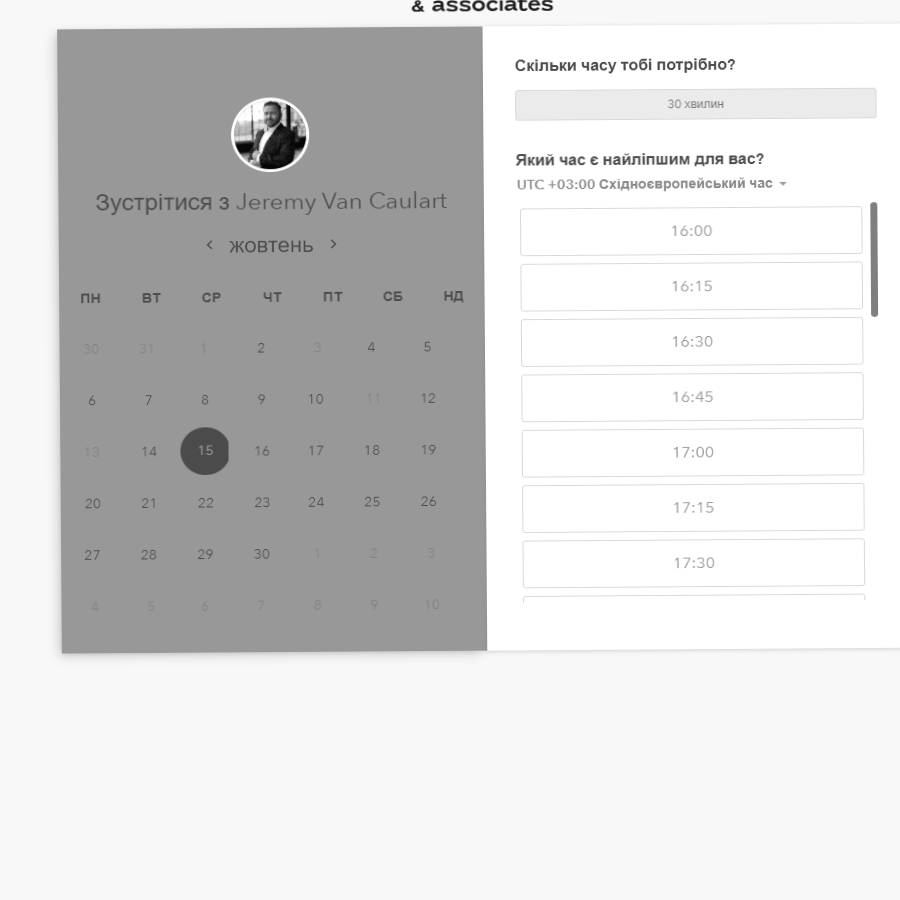 & associates
Зустрітися з Jeremy Van Caulart
жовтень
ПН ВТ СР ЧТ ПТ СБ НД
30 31 1 2 3 4 5
6 7 8 9 10 11 12
13 14 15 16 17 18 19
20 21 22 23 24 25 26
27 28 29 30 1 2 3
4 5 6 7 8 9 10
Скільки часу тобі потрібно?
30 хвилин
Який час є найліпшим для вас?
UTC +03:00 Східноєвропейський час
16:00
16:15
16:30
16:45
17:00
17:15
17:30